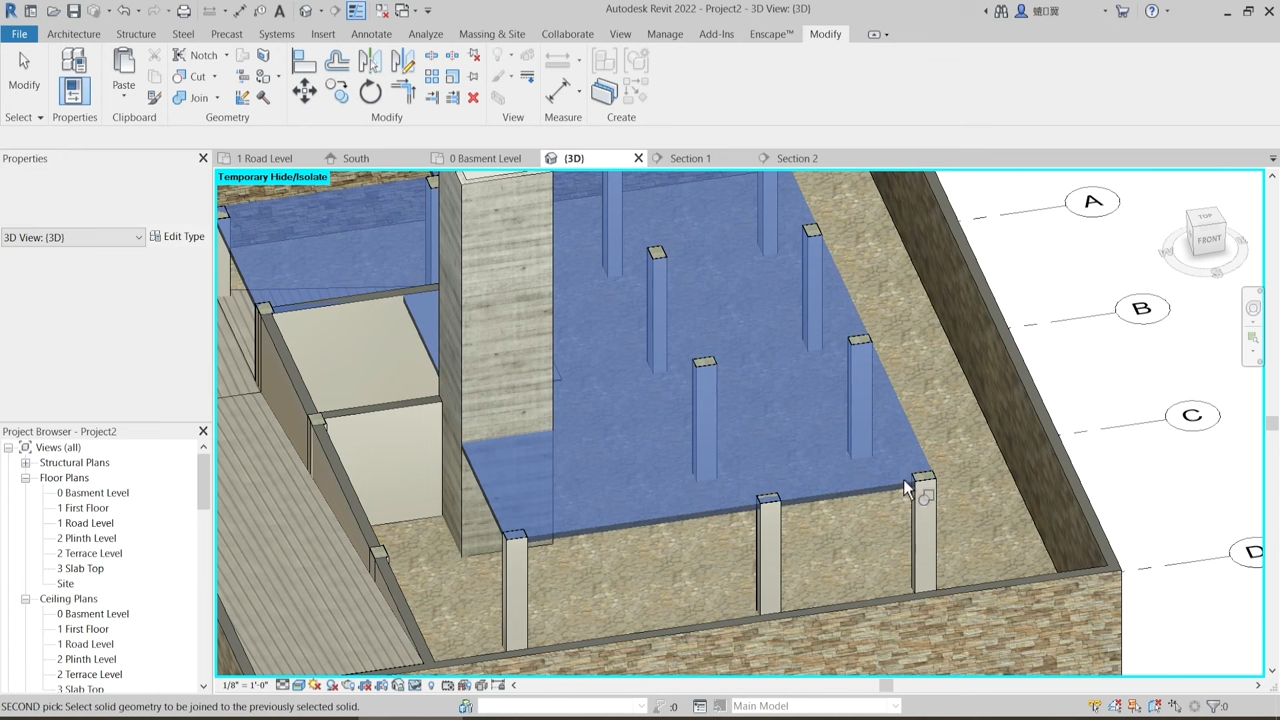 Autodesk Revit 2022 - Project2 - 3D View: {3D}
File Architecture Structure Steel Precast Systems Insert Annotate Analyze Massing & Site Collaborate View Manage Add-Ins Enscape™ Modify
Notch
Cut
Modify Paste Join
Select Properties Clipboard Geometry Modify View Measure Create
Properties
1 Road Level South 0 Basment Level {3D} Section 1 Section 2
Temporary Hide/Isolate
3D View: {3D} Edit Type
TOP
FRONT
A
B
C
D
Project Browser - Project2
Views (all)
Structural Plans
Floor Plans
0 Basment Level
1 First Floor
1 Road Level
2 Plinth Level
2 Terrace Level
3 Slab Top
Site
Ceiling Plans
0 Basment Level
1 First Floor
1 Road Level
2 Plinth Level
2 Terrace Level
3 Slab Top
1/8" = 1'-0"
SECOND pick: Select solid geometry to be joined to the previously selected solid.
:0 Main Model :0